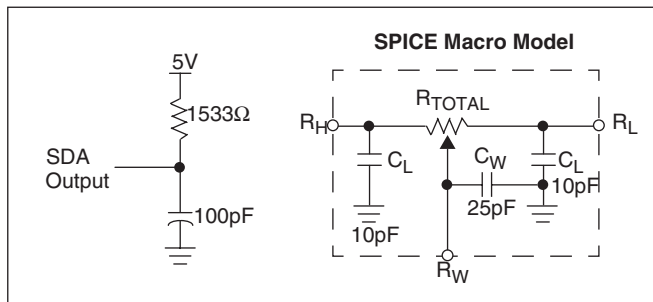 SPICE Macro Model
5V
1533Ω
SDA
Output
100pF
R_TOTAL
R_H
R_L
C_L
10pF
C_W
25pF
C_L
10pF
R_W